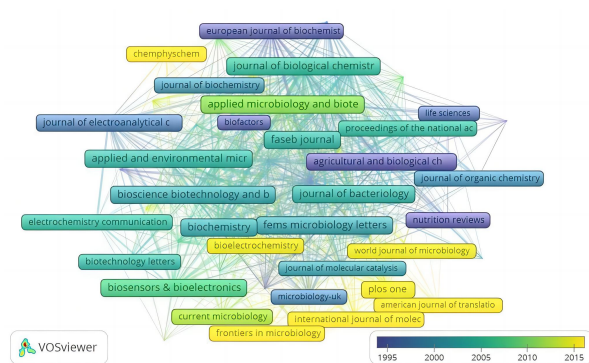 european journal of biochemist
chemphyschem
journal of biological chemistr
journal of biochemistry
applied microbiology and biote
life sciences
journal of electroanalytical c
biofactors
proceedings of the national ac
faseb journal
applied and environmental micr
agricultural and biological ch
journal of organic chemistry
bioscience biotechnology and b
journal of bacteriology
electrochemistry communication
biochemistry
fems microbiology letters
nutrition reviews
bioelectrochemistry
world journal of microbiology
biotechnology letters
journal of molecular catalysis
biosensors & bioelectronics
plos one
microbiology-uk
american journal of translatio
current microbiology
international journal of molec
frontiers in microbiology
VOSviewer
1995 2000 2005 2010 2015